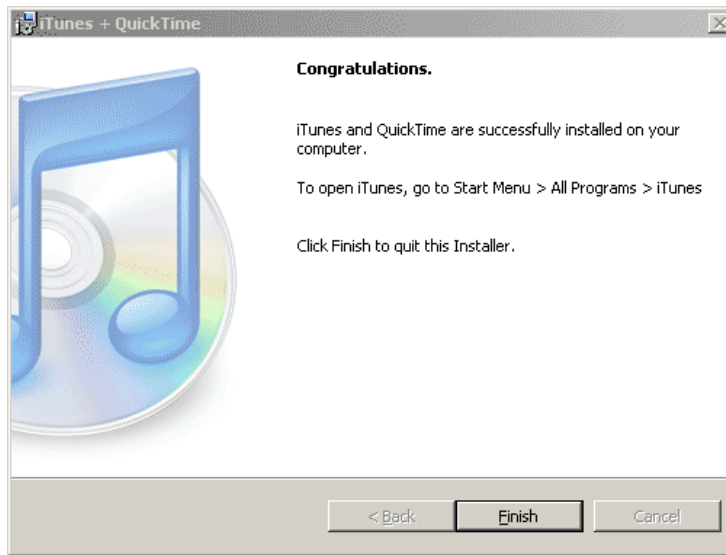 iTunes + QuickTime
Congratulations.
iTunes and QuickTime are successfully installed on your
computer.
To open iTunes, go to Start Menu > All Programs > iTunes
Click Finish to quit this Installer.
< Back
Finish
Cancel